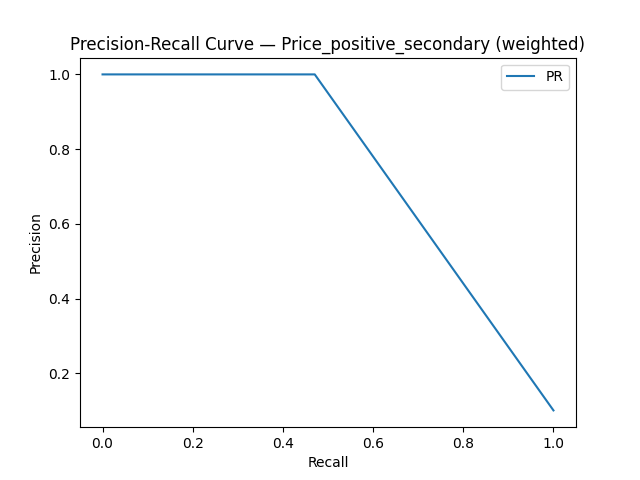 Precision-Recall Curve — Price_positive_secondary (weighted)
PR
1.0
0.8
0.6
0.4
0.2
Precision
0.0 0.2 0.4 0.6 0.8 1.0
Recall